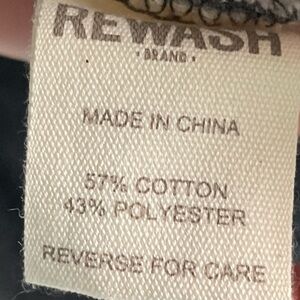 REWASH
· BRAND ·
MADE IN CHINA
57% COTTON
43% POLYESTER
REVERSE FOR CARE